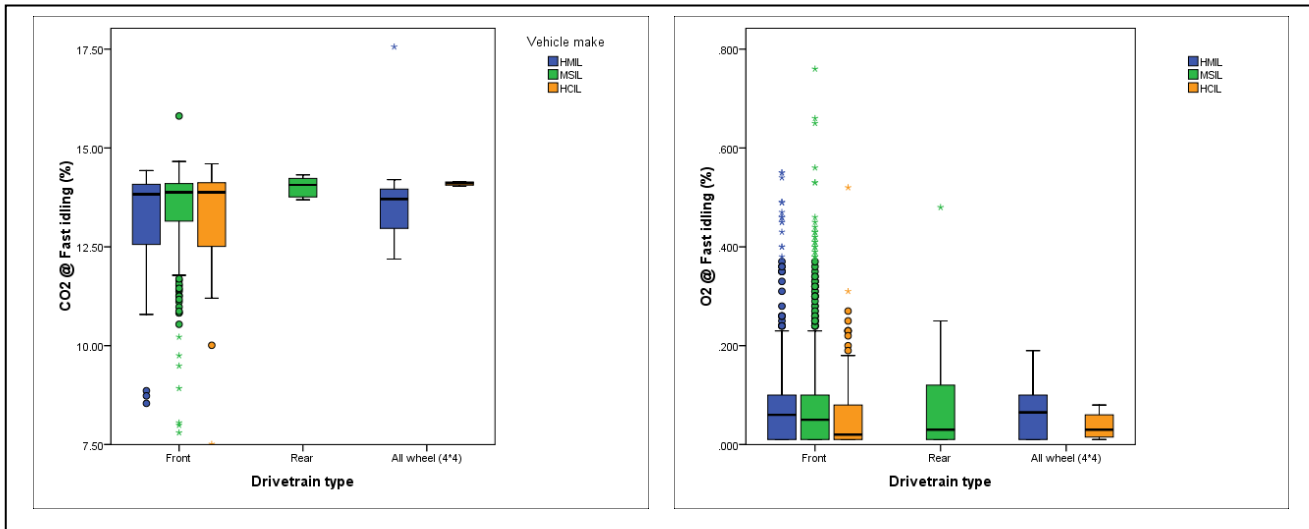 17.50
15.00
12.50
10.00
7.50
CO2 @ Fast idling (%)
Front
Rear
All wheel (4*4)
Drivetrain type
Vehicle make
HMIL
MSIL
HCIL
.800
.600
.400
.200
.000
O2 @ Fast idling (%)
Front
Rear
All wheel (4*4)
Drivetrain type
HMIL
MSIL
HCIL